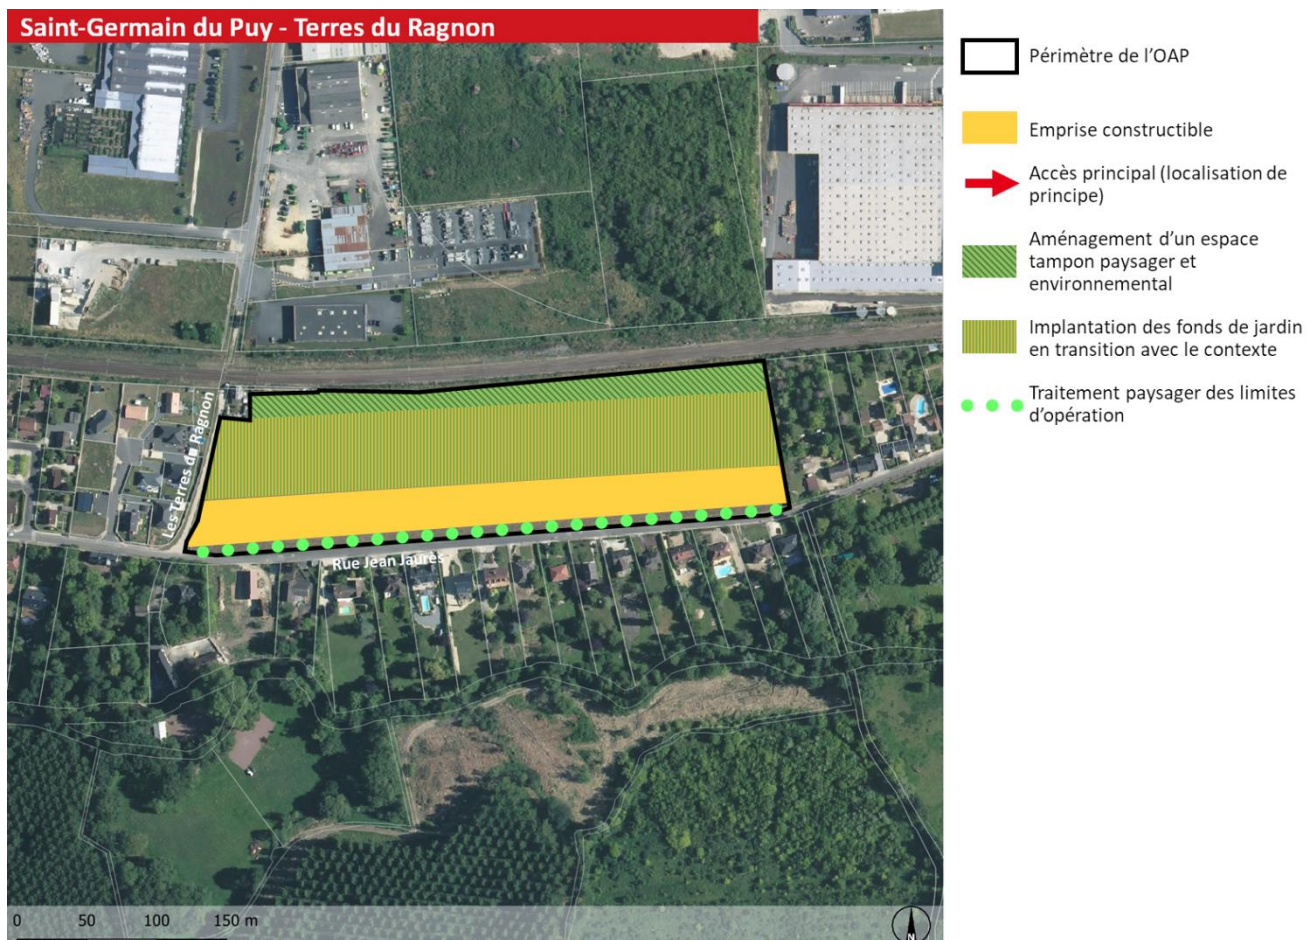 Saint-Germain du Puy - Terres du Ragnon
Périmètre de l'OAP
Emprise constructible
Accès principal (localisation de
principe)
Aménagement d'un espace
tampon paysager et
environnemental
Implantation des fonds de jardin
en transition avec le contexte
Traitement paysager des limites
d'opération
Les Terres du Ragnon
Rue Jean Jaurès
0 50 100 150 m
N